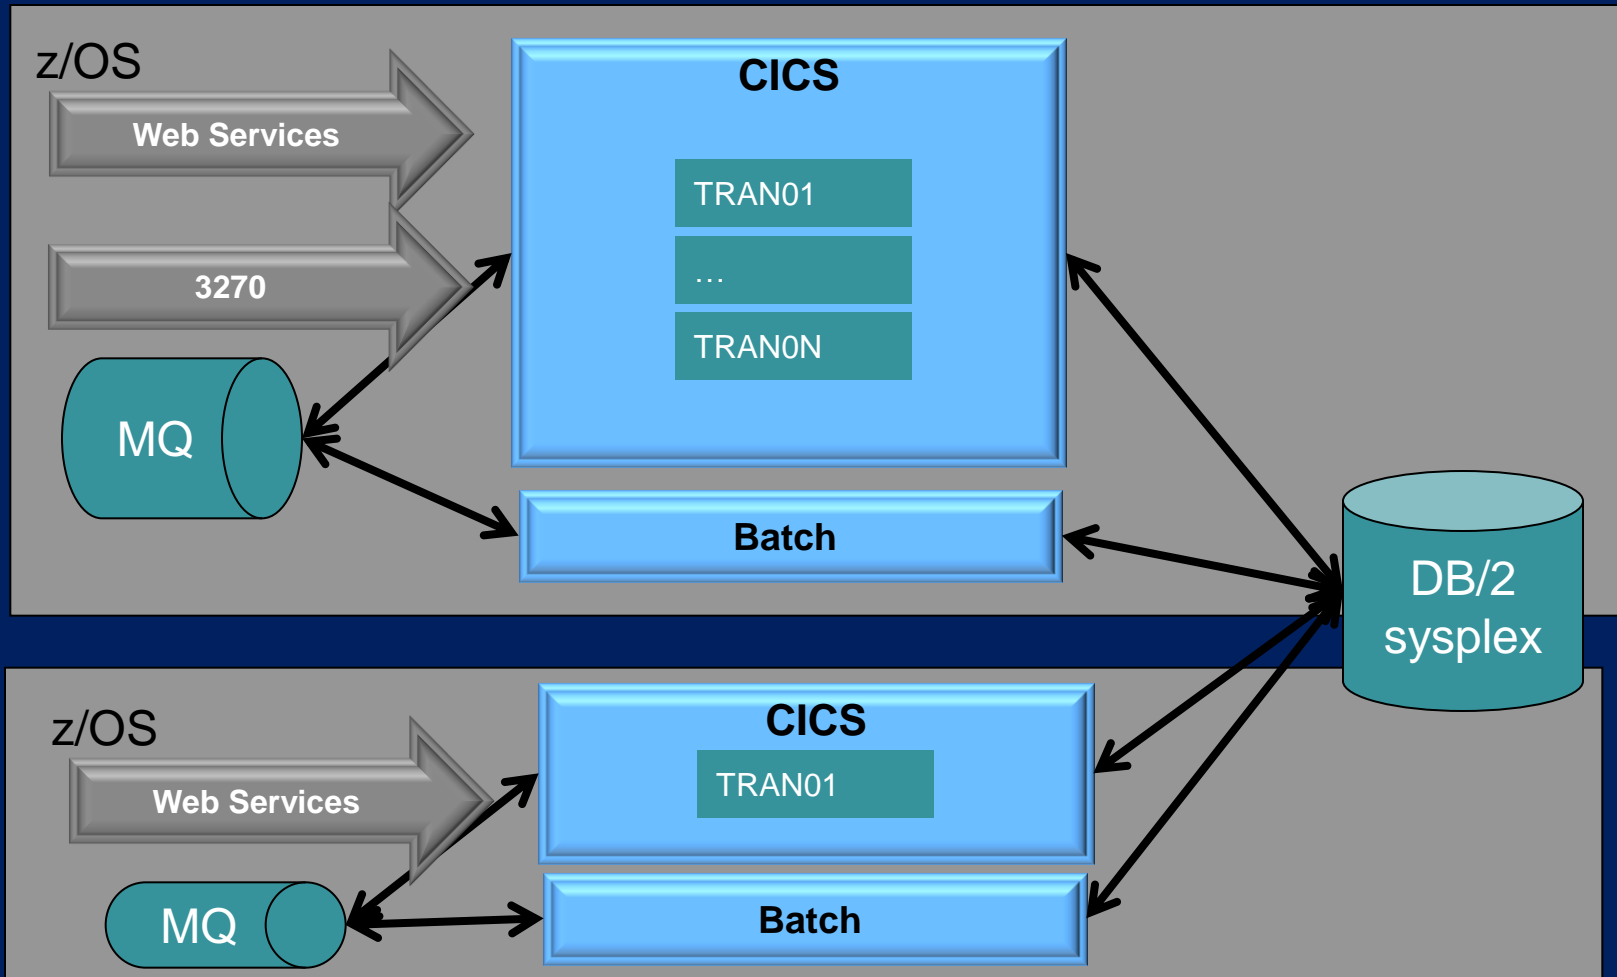 z/OS
CICS
Web Services
TRAN01
3270
…
TRAN0N
MQ
Batch
DB/2
sysplex
z/OS
CICS
Web Services
TRAN01
MQ
Batch